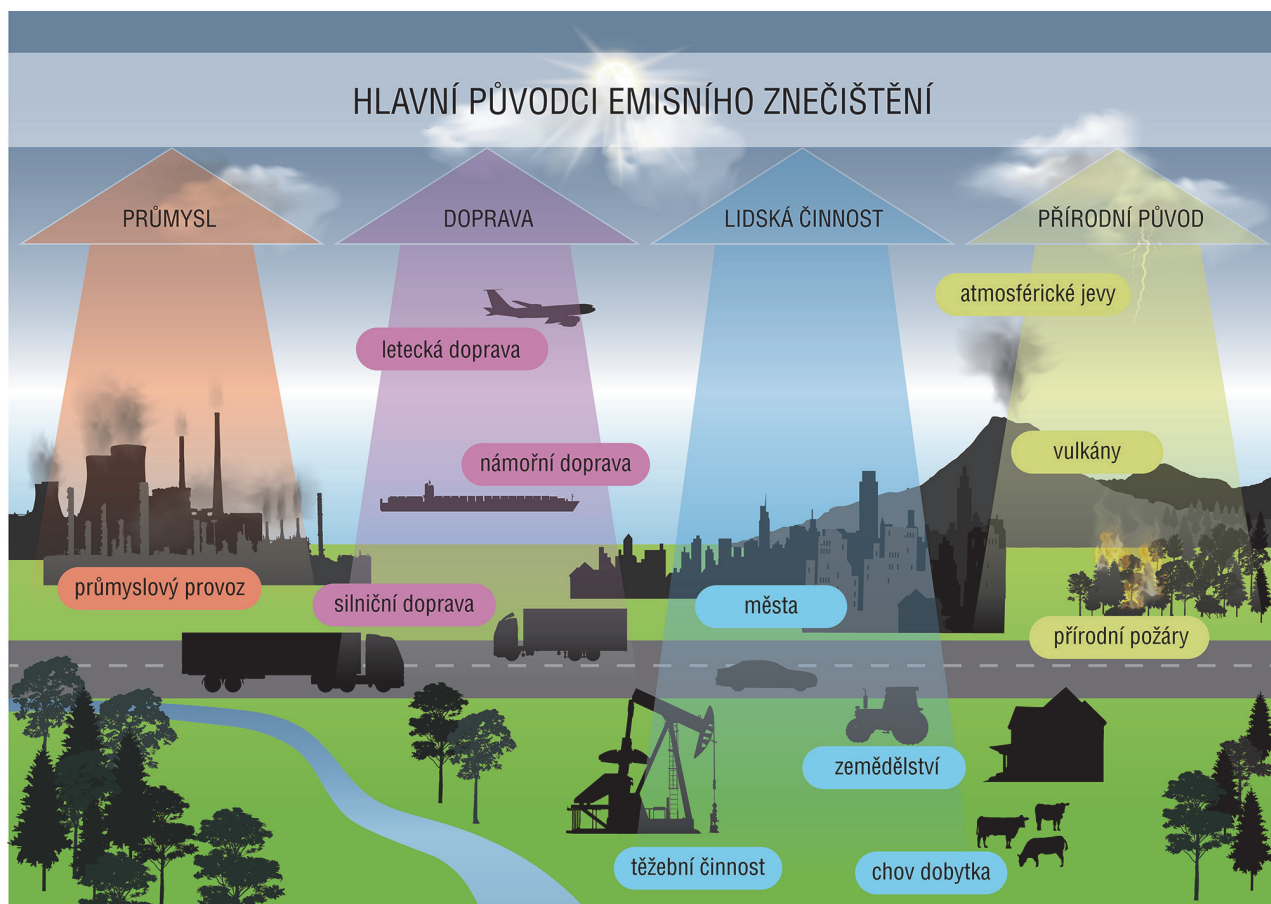 HLAVNÍ PŮVODCI EMISNÍHO ZNEČIŠTĚNÍ
PRŮMYSL
DOPRAVA
LIDSKÁ ČINNOST
PŘÍRODNÍ PŮVOD
atmosférické jevy
letecká doprava
námořní doprava
vulkány
průmyslový provoz
silniční doprava
města
přírodní požáry
zemědělství
těžební činnost
chov dobytka